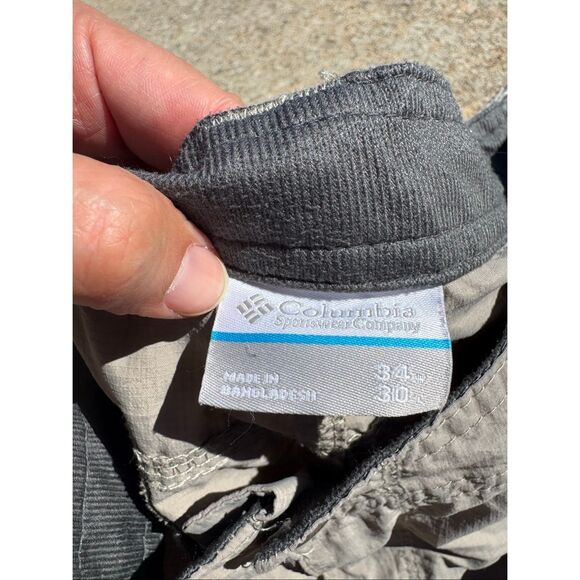 Columbia
Sportswear Company
MADE IN
BANGLADESH
34
30